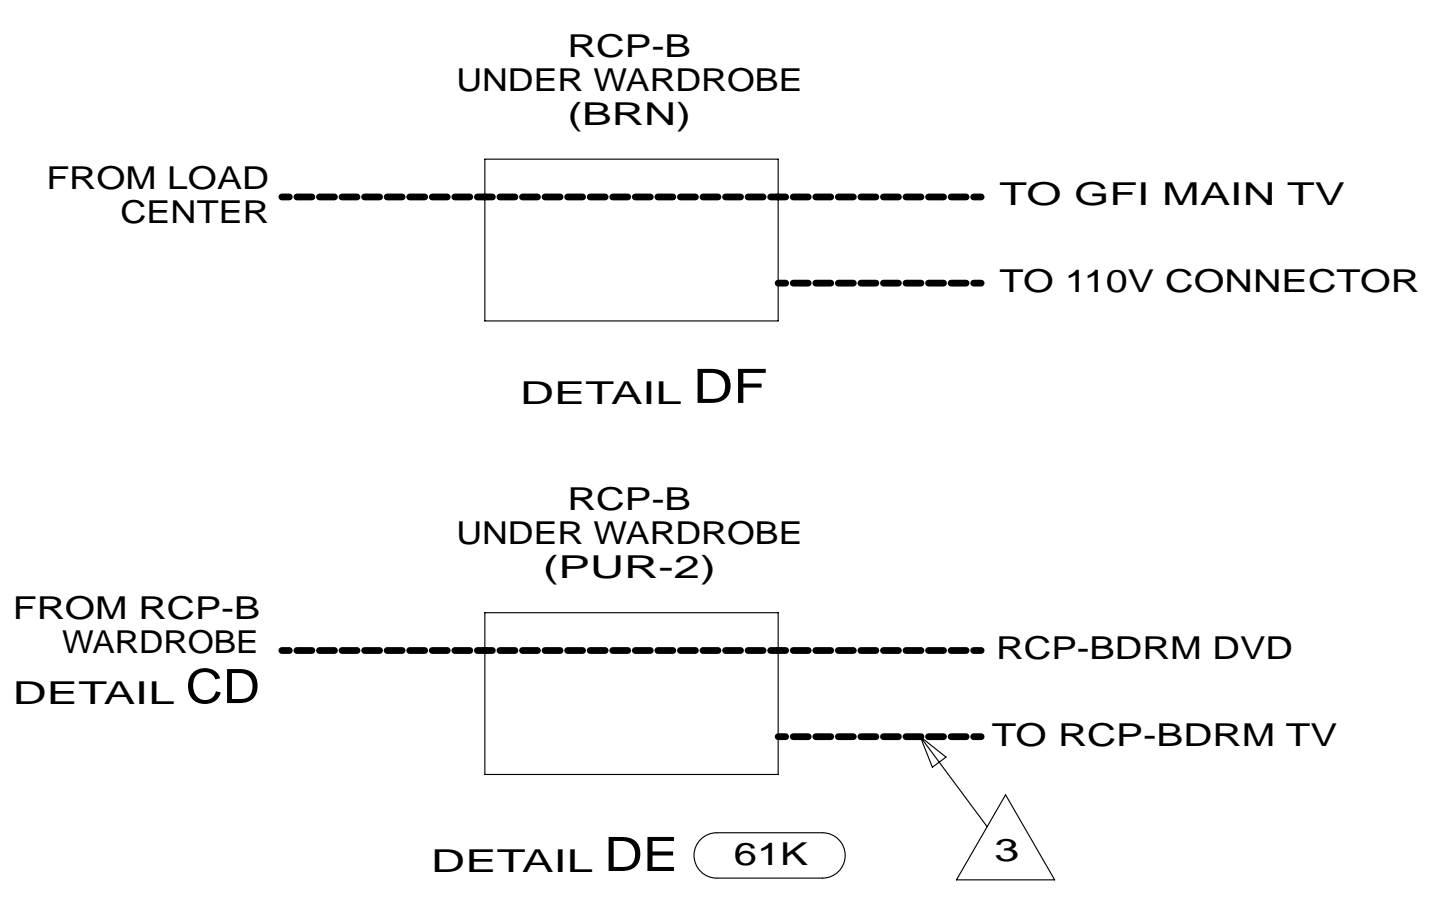 RCP-B
UNDER WARDROBE
(BRN)
FROM LOAD
CENTER
TO GFI MAIN TV
TO 110V CONNECTOR
DETAIL DF
RCP-B
UNDER WARDROBE
(PUR-2)
FROM RCP-B
WARDROBE
DETAIL CD
RCP-BDRM DVD
TO RCP-BDRM TV
DETAIL DE 61K
3